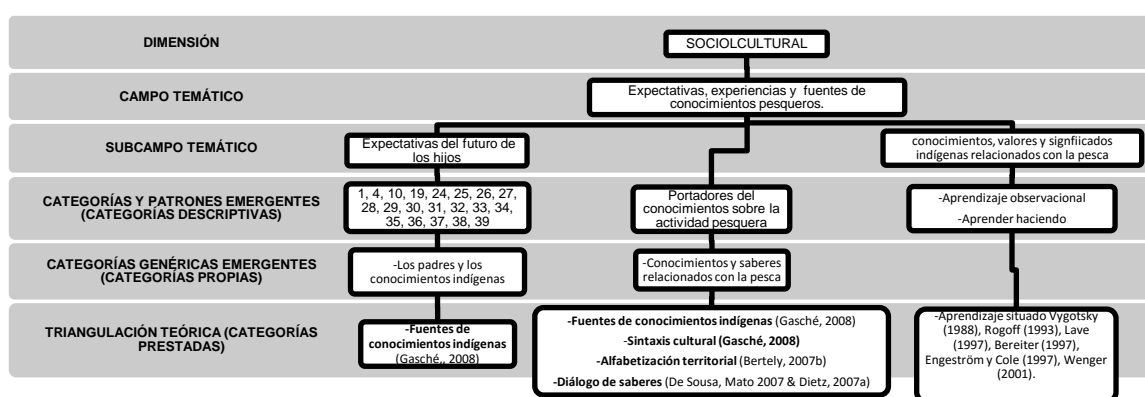 DIMENSIÓN
SOCIOLCULTURAL
CAMPO TEMÁTICO
Expectativas, experiencias y fuentes de
conocimientos pesqueros.
SUBCAMPO TEMÁTICO
Expectativas del futuro de
los hijos
conocimientos, valores y signfiicados
indígenas relacionados con la pesca
CATEGORÍAS Y PATRONES EMERGENTES
(CATEGORÍAS DESCRIPTIVAS)
1, 4, 10, 19, 24, 25, 26, 27,
28, 29, 30, 31, 32, 33, 34,
35, 36, 37, 38, 39
Portadores del
conocimientos sobre la
actividad pesquera
-Aprendizaje observacional
-Aprender haciendo
CATEGORÍAS GENÉRICAS EMERGENTES
(CATEGORÍAS PROPIAS)
-Los padres y los
conocimientos indígenas
-Conocimientos y saberes
relacionados con la pesca
TRIANGULACIÓN TEÓRICA (CATEGORÍAS
PRESTADAS)
-Fuentes de
conocimientos indígenas
(Gasché,, 2008)
-Fuentes de conocimientos indígenas (Gasché, 2008)
-Sintaxis cultural (Gasché, 2008)
-Alfabetización territorial (Bertely, 2007b)
-Diálogo de saberes (De Sousa, Mato 2007 & Dietz, 2007a)
-Aprendizaje situado Vygotsky
(1988), Rogoff (1993), Lave
(1997), Bereiter (1997),
Engeström y Cole (1997), Wenger
(2001).